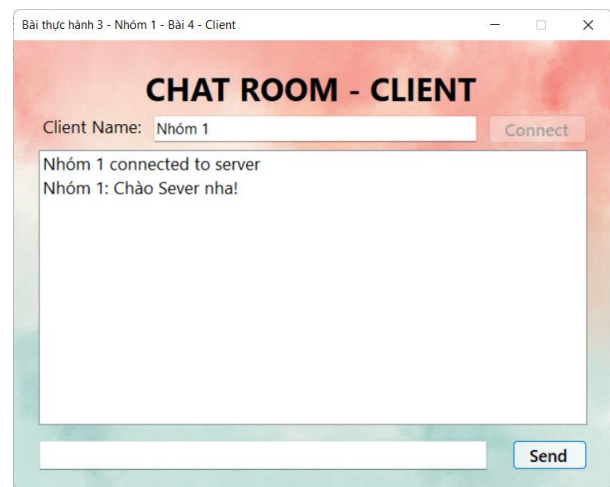 Bài thực hành 3 - Nhóm 1 - Bài 4 - Client
CHAT ROOM - CLIENT
Client Name: Nhóm 1 Connect
Nhóm 1 connected to server
Nhóm 1: Chào Sever nha!
Send